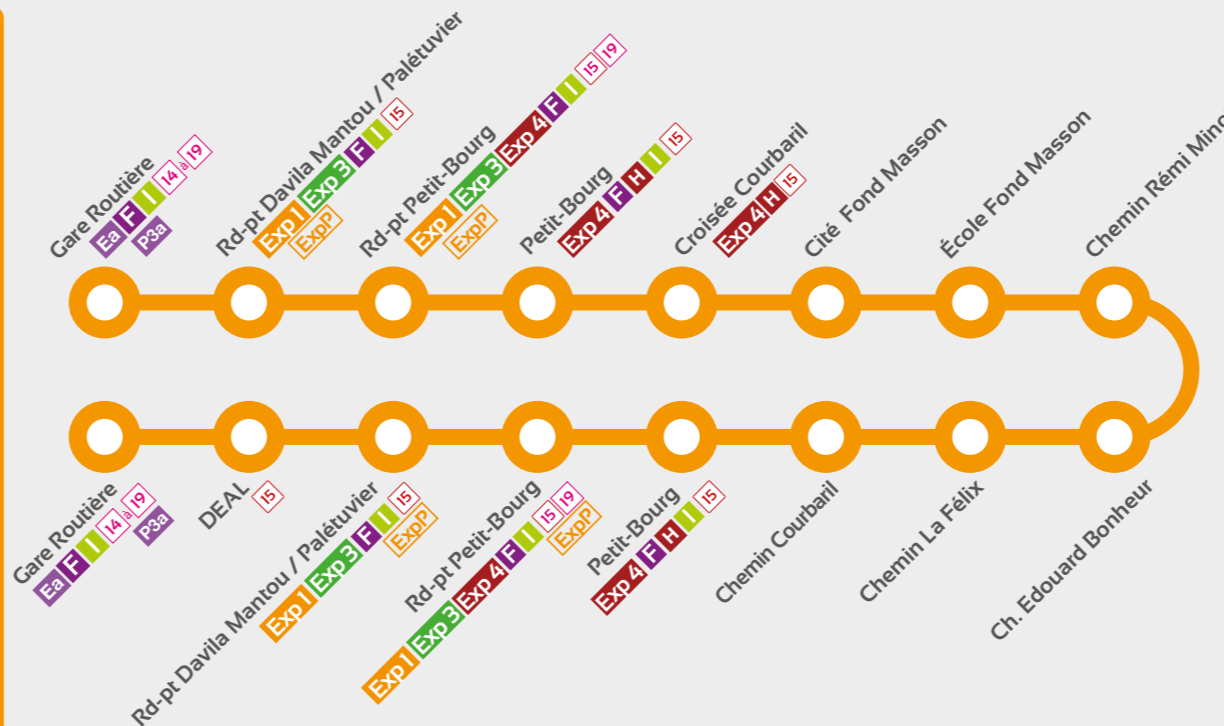 Gare Routière
Ea F I 14 à 19
P3a
Rd-pt Davila Mantou / Palétuvier
Exp 1 Exp 3 F I 15
ExpP
Rd-pt Petit-Bourg
Exp 1 Exp 3 Exp 4 F I 15 19
ExpP
Petit-Bourg
Exp 4 F H I 15
Croisée Courbaril
Exp 4 H 15
Cité Fond Masson
École Fond Masson
Chemin Rémi Minc
Gare Routière
Ea F I 14 à 19
P3a
DEAL 15
Rd-pt Davila Mantou / Palétuvier
Exp 1 Exp 3 F I 15
ExpP
Rd-pt Petit-Bourg
Exp 1 Exp 3 Exp 4 F I 15 19
ExpP
Petit-Bourg
Exp 4 F H I 15
Chemin Courbaril
Chemin La Félix
Ch. Edouard Bonheur